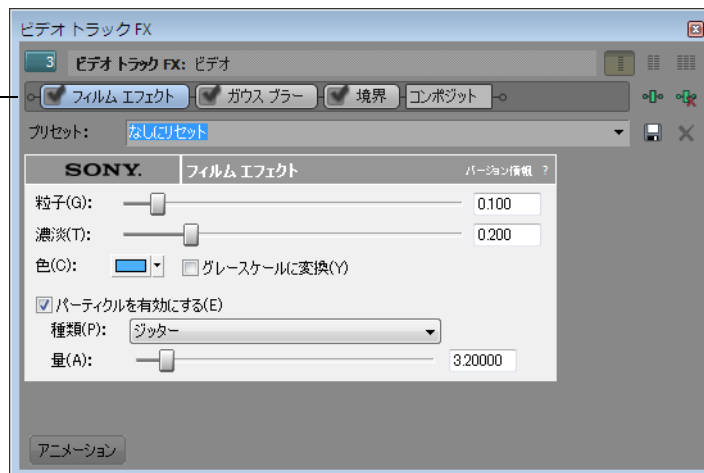 ビデオ トラック FX
3 ビデオ トラック FX: ビデオ
フィルム エフェクト ガウス ブラー 境界 コンポジット
プリセット: なしにリセット
SONY. フィルム エフェクト バージョン情報 ?
粒子(G): 0.100
濃淡(T): 0.200
色(C): グレースケールに変換(Y)
パーティクルを有効にする(E)
種類(P): ジッター
量(A): 3.20000
アニメーション